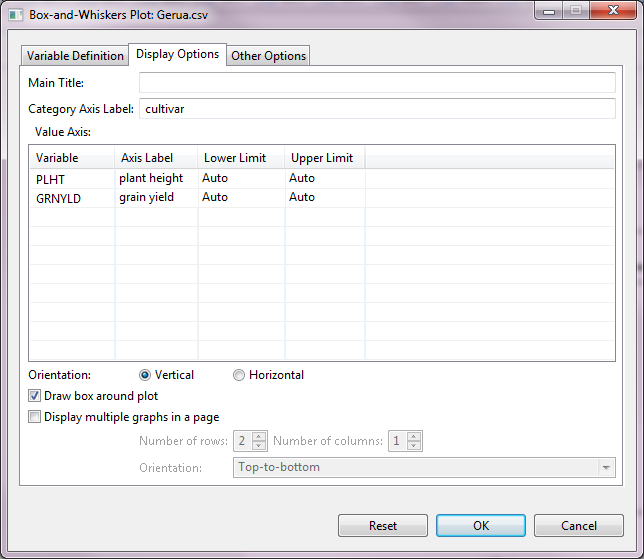 Box-and-Whiskers Plot: Gerua.csv
Variable Definition Display Options Other Options
Main Title:
Category Axis Label: cultivar
Value Axis:
Variable Axis Label Lower Limit Upper Limit
PLHT plant height Auto Auto
GRNYLD grain yield Auto Auto
Orientation: Vertical Horizontal
Draw box around plot
Display multiple graphs in a page
Number of rows: 2 Number of columns: 1
Orientation: Top-to-bottom
Reset OK Cancel